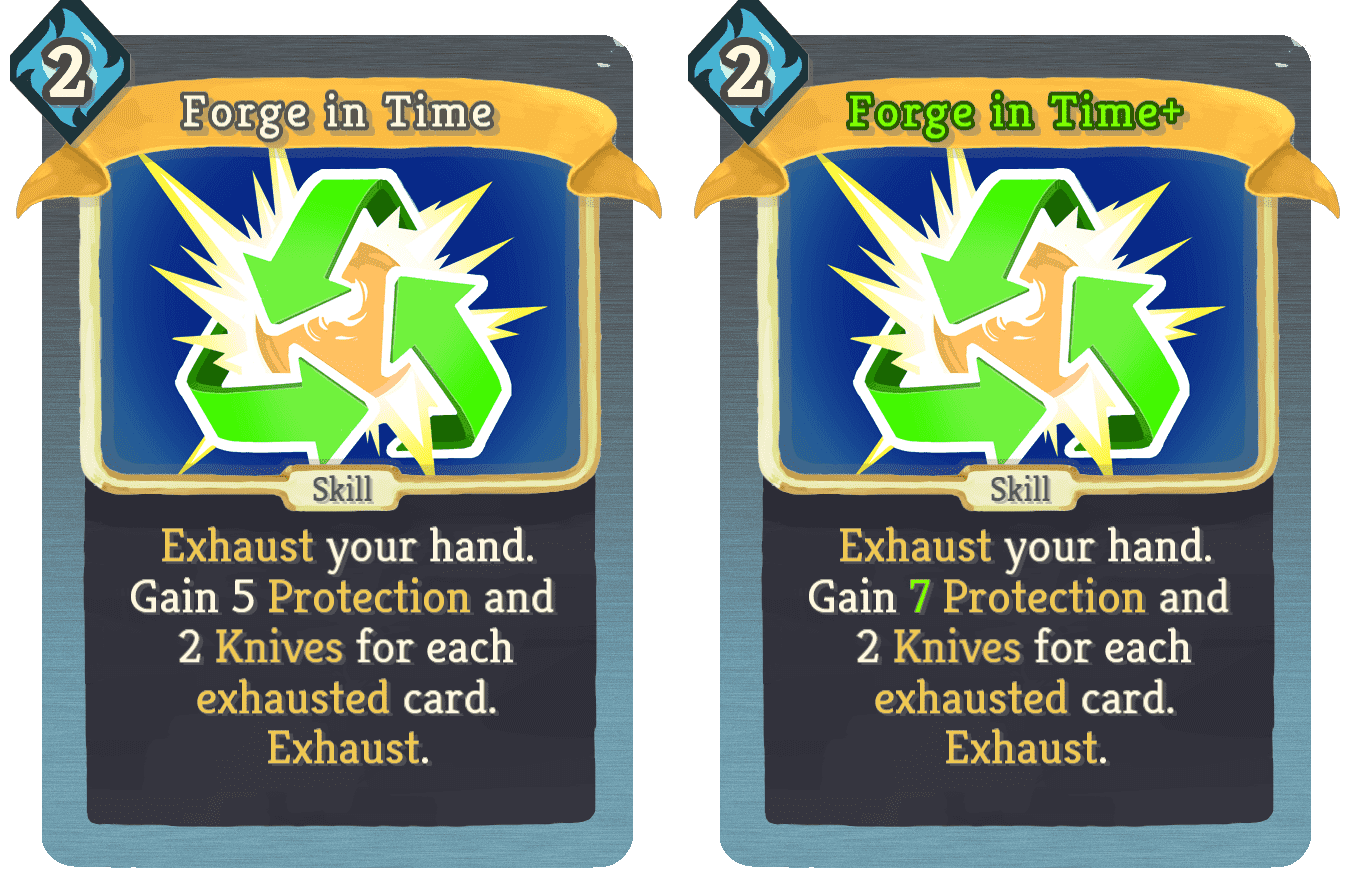 2
Forge in Time
Skill
Exhaust your hand.
Gain 5 Protection and
2 Knives for each
exhausted card.
Exhaust.
2
Forge in Time+
Skill
Exhaust your hand.
Gain 7 Protection and
2 Knives for each
exhausted card.
Exhaust.